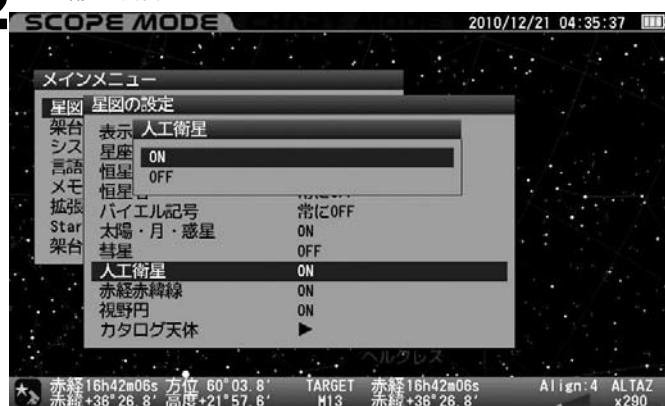 SCOPE MODE
2010/12/21 04:35:37
メインメニュー
星図
架台
シス
言語
メモ
拡張
Star
架台
星図の設定
表示
星座
恒星
恒星
バイエル記号 常にOFF
太陽・月・惑星 ON
彗星 OFF
人工衛星 ON
赤経赤緯線 ON
視野円 ON
カタログ天体 ▶
人工衛星
ON
OFF
ヘルクレス
赤経16h42m06s 方位 60°03.8' TARGET 赤経16h42m06s Align:4 ALTAZ
赤緯+36°26.8' 高度+21°57.6' M13 赤緯+36°26.8' x290